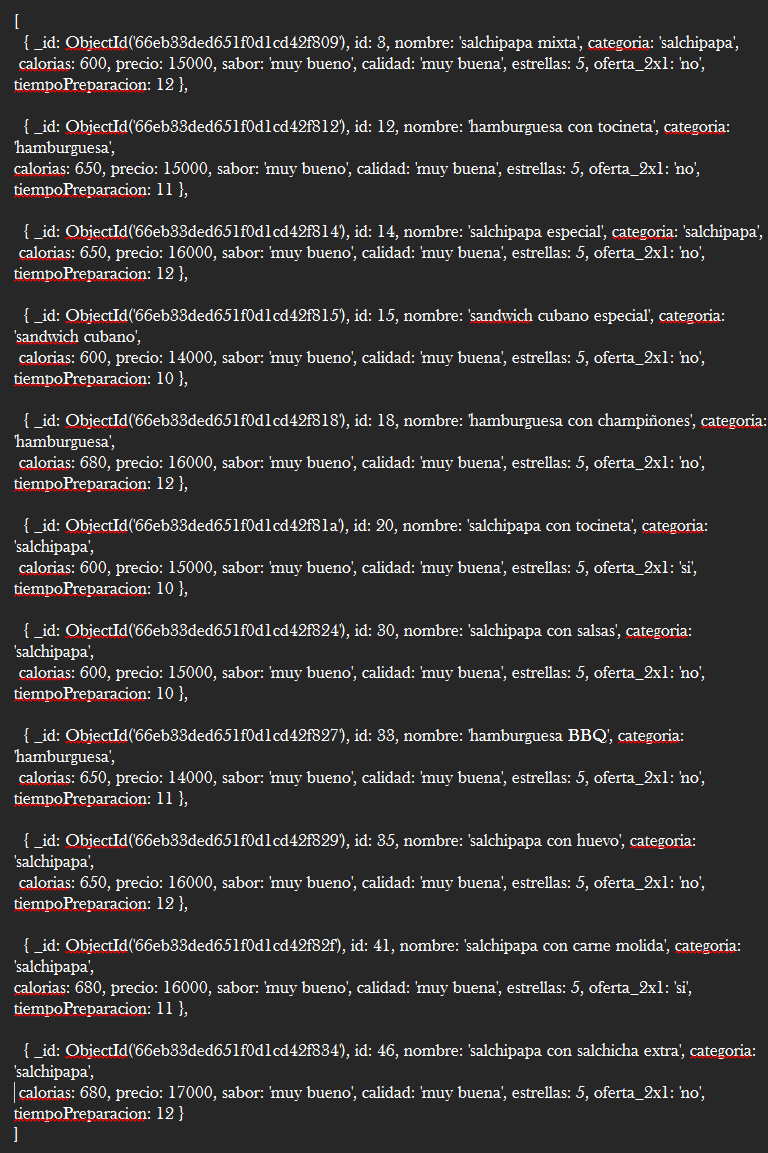 [
{ _id: ObjectId('66eb33ded651f0d1cd42f809'), id: 3, nombre: 'salchipapa mixta', categoria: 'salchipapa',
calorias: 600, precio: 15000, sabor: 'muy bueno', calidad: 'muy buena', estrellas: 5, oferta_2x1: 'no',
tiempoPreparacion: 12 },
{ _id: ObjectId('66eb33ded651f0d1cd42f812'), id: 12, nombre: 'hamburguesa con tocineta', categoria:
'hamburguesa',
calorias: 650, precio: 15000, sabor: 'muy bueno', calidad: 'muy buena', estrellas: 5, oferta_2x1: 'no',
tiempoPreparacion: 11 },
{ _id: ObjectId('66eb33ded651f0d1cd42f814'), id: 14, nombre: 'salchipapa especial', categoria: 'salchipapa',
calorias: 650, precio: 16000, sabor: 'muy bueno', calidad: 'muy buena', estrellas: 5, oferta_2x1: 'no',
tiempoPreparacion: 12 },
{ _id: ObjectId('66eb33ded651f0d1cd42f815'), id: 15, nombre: 'sandwich cubano especial', categoria:
'sandwich cubano',
calorias: 600, precio: 14000, sabor: 'muy bueno', calidad: 'muy buena', estrellas: 5, oferta_2x1: 'no',
tiempoPreparacion: 10 },
{ _id: ObjectId('66eb33ded651f0d1cd42f818'), id: 18, nombre: 'hamburguesa con champiñones', categoria:
'hamburguesa',
calorias: 680, precio: 16000, sabor: 'muy bueno', calidad: 'muy buena', estrellas: 5, oferta_2x1: 'no',
tiempoPreparacion: 12 },
{ _id: ObjectId('66eb33ded651f0d1cd42f81a'), id: 20, nombre: 'salchipapa con tocineta', categoria:
'salchipapa',
calorias: 600, precio: 15000, sabor: 'muy bueno', calidad: 'muy buena', estrellas: 5, oferta_2x1: 'si',
tiempoPreparacion: 10 },
{ _id: ObjectId('66eb33ded651f0d1cd42f824'), id: 30, nombre: 'salchipapa con salsas', categoria:
'salchipapa',
calorias: 600, precio: 15000, sabor: 'muy bueno', calidad: 'muy buena', estrellas: 5, oferta_2x1: 'no',
tiempoPreparacion: 10 },
{ _id: ObjectId('66eb33ded651f0d1cd42f827'), id: 33, nombre: 'hamburguesa BBQ', categoria:
'hamburguesa',
calorias: 650, precio: 14000, sabor: 'muy bueno', calidad: 'muy buena', estrellas: 5, oferta_2x1: 'no',
tiempoPreparacion: 11 },
{ _id: ObjectId('66eb33ded651f0d1cd42f829'), id: 35, nombre: 'salchipapa con huevo', categoria:
'salchipapa',
calorias: 650, precio: 16000, sabor: 'muy bueno', calidad: 'muy buena', estrellas: 5, oferta_2x1: 'no',
tiempoPreparacion: 12 },
{ _id: ObjectId('66eb33ded651f0d1cd42f82f'), id: 41, nombre: 'salchipapa con carne molida', categoria:
'salchipapa',
calorias: 680, precio: 16000, sabor: 'muy bueno', calidad: 'muy buena', estrellas: 5, oferta_2x1: 'si',
tiempoPreparacion: 11 },
{ _id: ObjectId('66eb33ded651f0d1cd42f834'), id: 46, nombre: 'salchipapa con salchicha extra', categoria:
'salchipapa',
calorias: 680, precio: 17000, sabor: 'muy bueno', calidad: 'muy buena', estrellas: 5, oferta_2x1: 'no',
tiempoPreparacion: 12 }
]